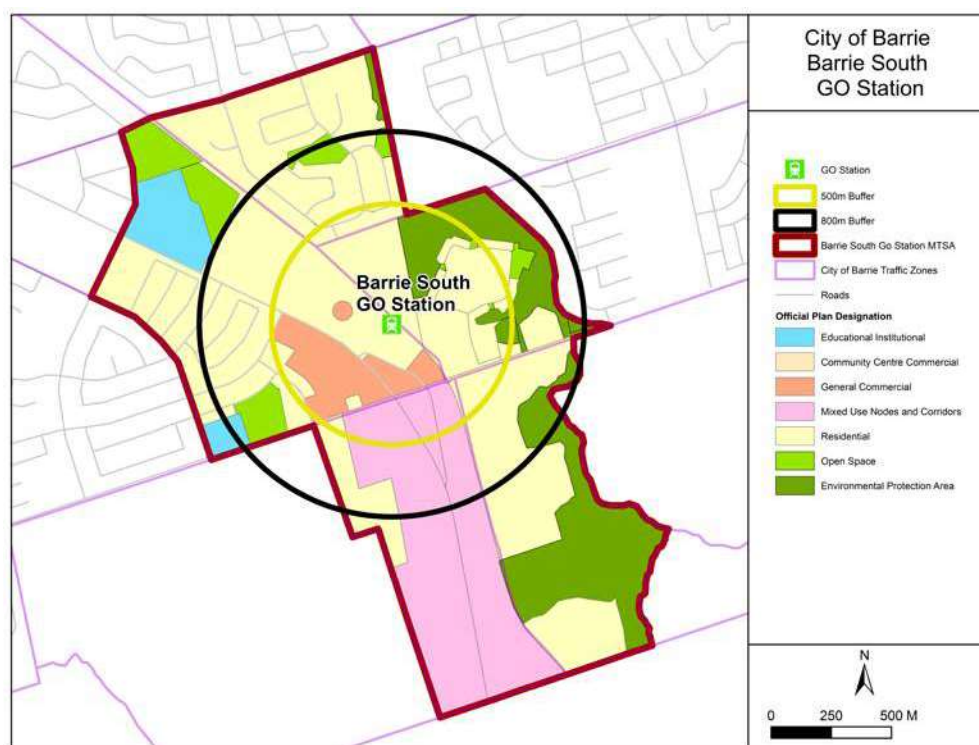 City of Barrie
Barrie South
GO Station
GO Station
500m Buffer
800m Buffer
Barrie South Go Station MTSA
City of Barrie Traffic Zones
Roads
Official Plan Designation
Educational Institutional
Community Centre Commercial
General Commercial
Mixed Use Nodes and Corridors
Residential
Open Space
Environmental Protection Area
Barrie South
GO Station
N
0 250 500 M